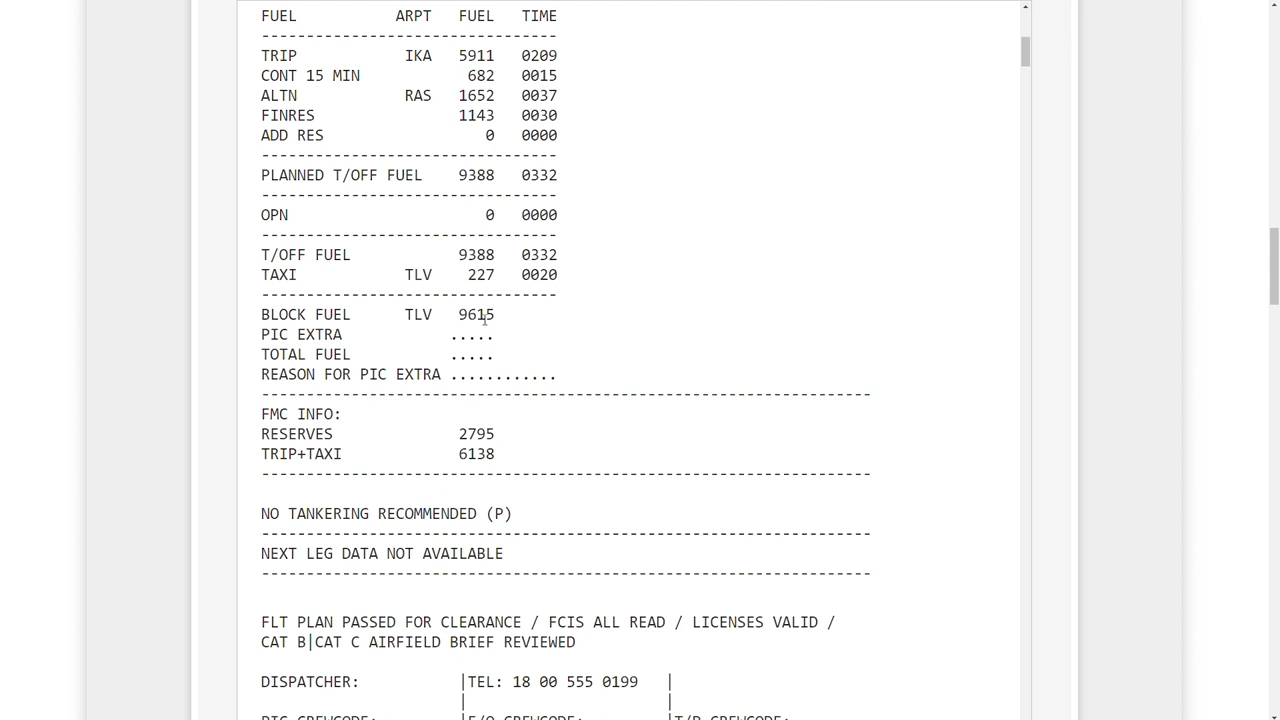 FUEL ARPT FUEL TIME
----------------------------------
TRIP IKA 5911 0209
CONT 15 MIN 682 0015
ALTN RAS 1652 0037
FINRES 1143 0030
ADD RES 0 0000
----------------------------------
PLANNED T/OFF FUEL 9388 0332
----------------------------------
OPN 0 0000
----------------------------------
T/OFF FUEL 9388 0332
TAXI TLV 227 0020
----------------------------------
BLOCK FUEL TLV 9615
PIC EXTRA .....
TOTAL FUEL .....
REASON FOR PIC EXTRA ............
--------------------------------------------------------------------
FMC INFO:
RESERVES 2795
TRIP+TAXI 6138
--------------------------------------------------------------------
NO TANKERING RECOMMENDED (P)
--------------------------------------------------------------------
NEXT LEG DATA NOT AVAILABLE
--------------------------------------------------------------------
FLT PLAN PASSED FOR CLEARANCE / FCIS ALL READ / LICENSES VALID /
CAT B|CAT C AIRFIELD BRIEF REVIEWED
DISPATCHER: |TEL: 18 00 555 0199 |
| |
PIC CREWCODE: |F/O CREWCODE: |